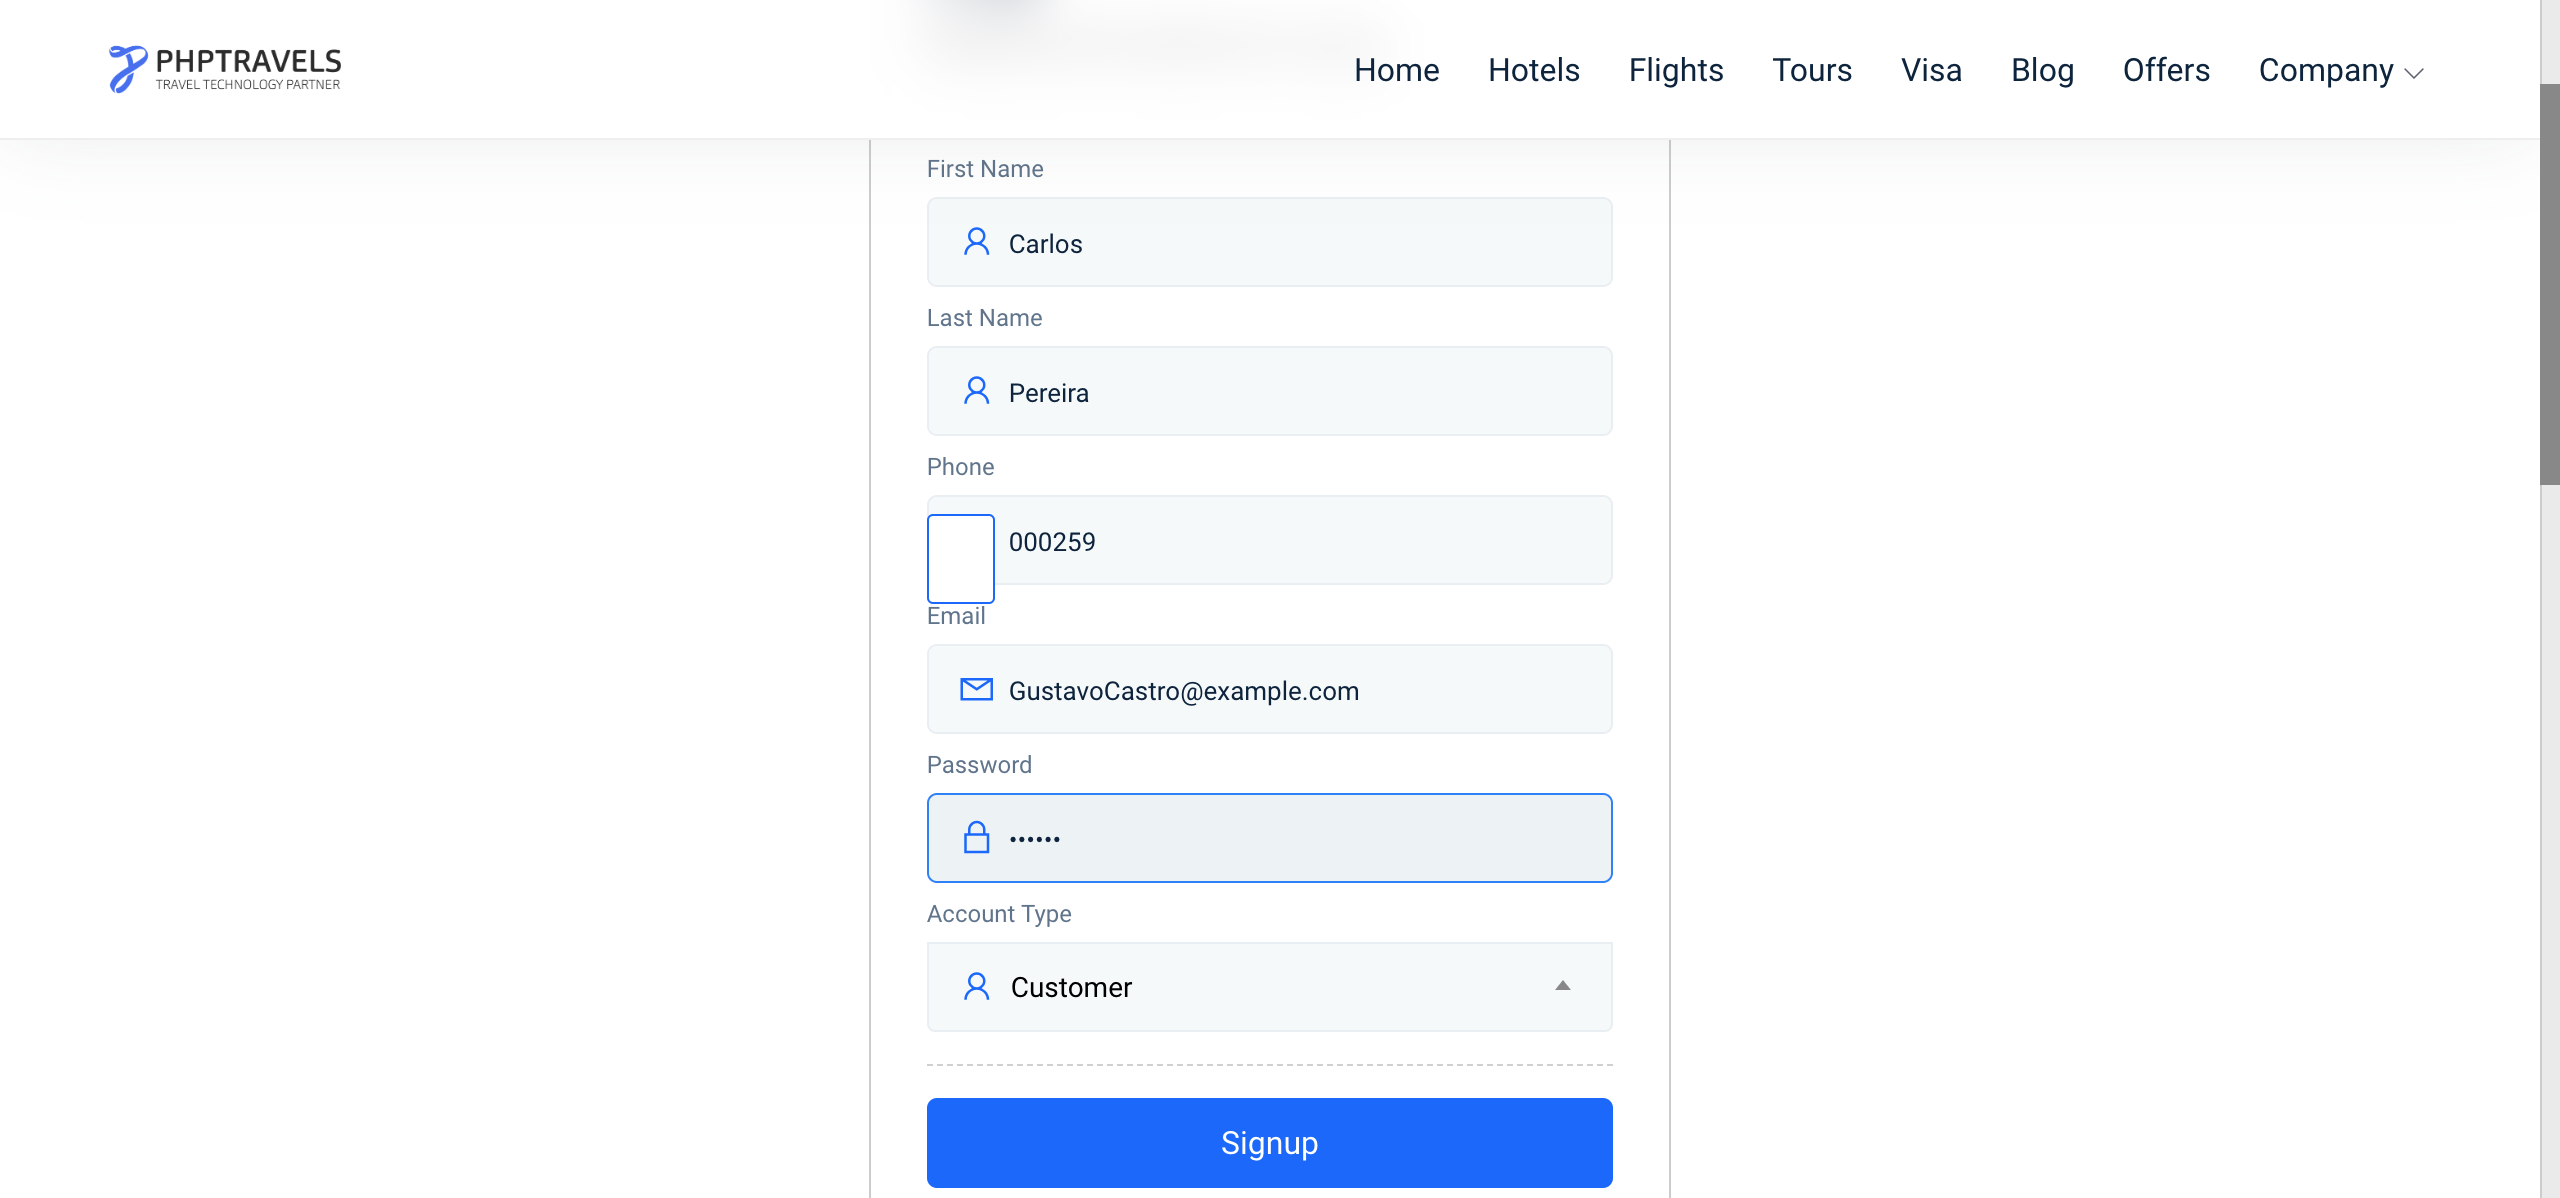 PHPTRAVELS
TRAVEL TECHNOLOGY PARTNER
Home Hotels Flights Tours Visa Blog Offers Company
First Name
Carlos
Last Name
Pereira
Phone
000259
Email
GustavoCastro@example.com
Password
••••••
Account Type
Customer
Signup